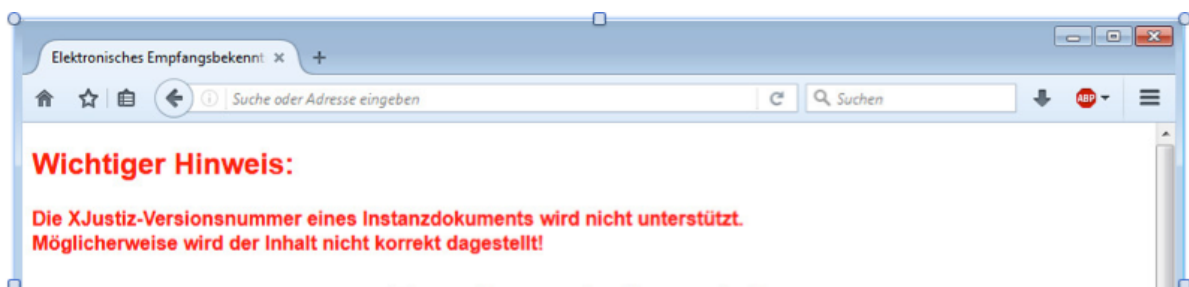 Elektronisches Empfangsbekennt
Suche oder Adresse eingeben
Suchen
ABP
Wichtiger Hinweis:
Die XJustiz-Versionsnummer eines Instanzdokuments wird nicht unterstützt.
Möglicherweise wird der Inhalt nicht korrekt dagestellt!